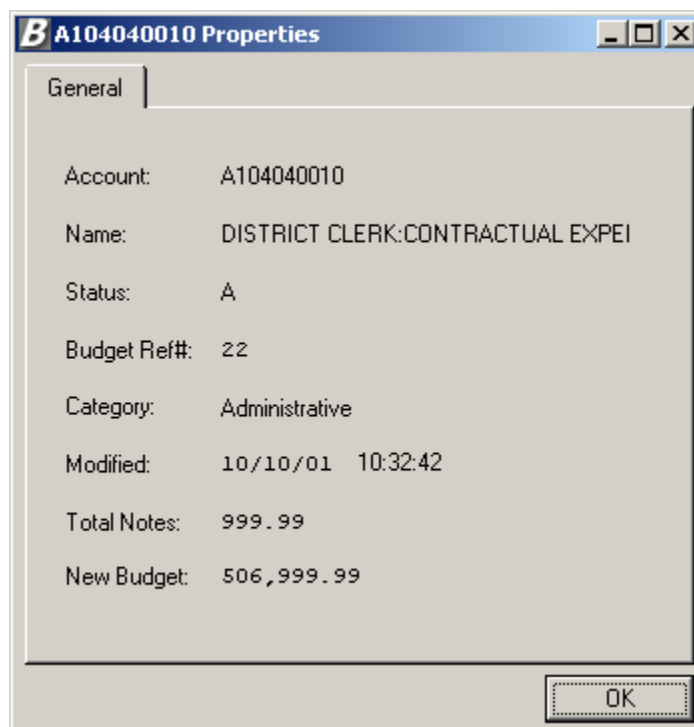 B A104040010 Properties
General
Account: A104040010
Name: DISTRICT CLERK:CONTRACTUAL EXPEI
Status: A
Budget Ref#: 22
Category: Administrative
Modified: 10/10/01 10:32:42
Total Notes: 999.99
New Budget: 506,999.99
OK